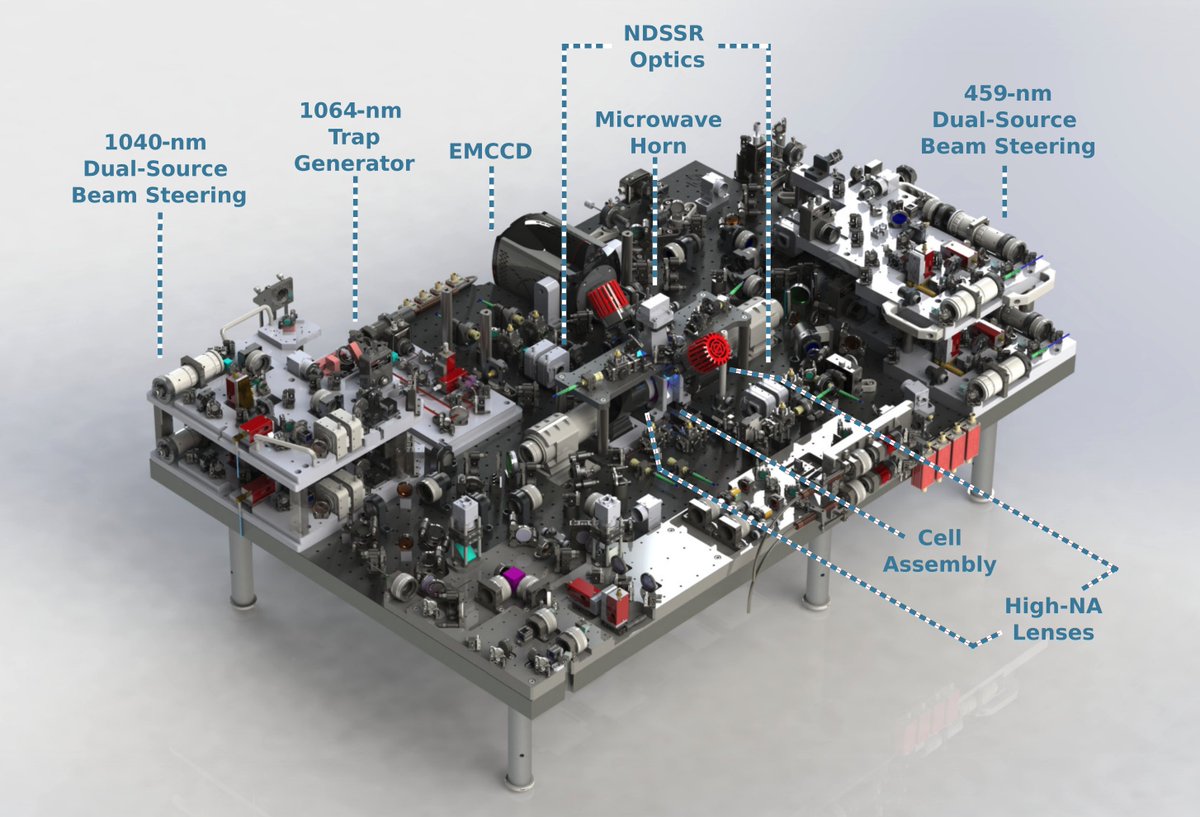 NDSSR
Optics
1040-nm
Dual-Source
Beam Steering
1064-nm
Trap
Generator
EMCCD
Microwave
Horn
459-nm
Dual-Source
Beam Steering
Cell
Assembly
High-NA
Lenses